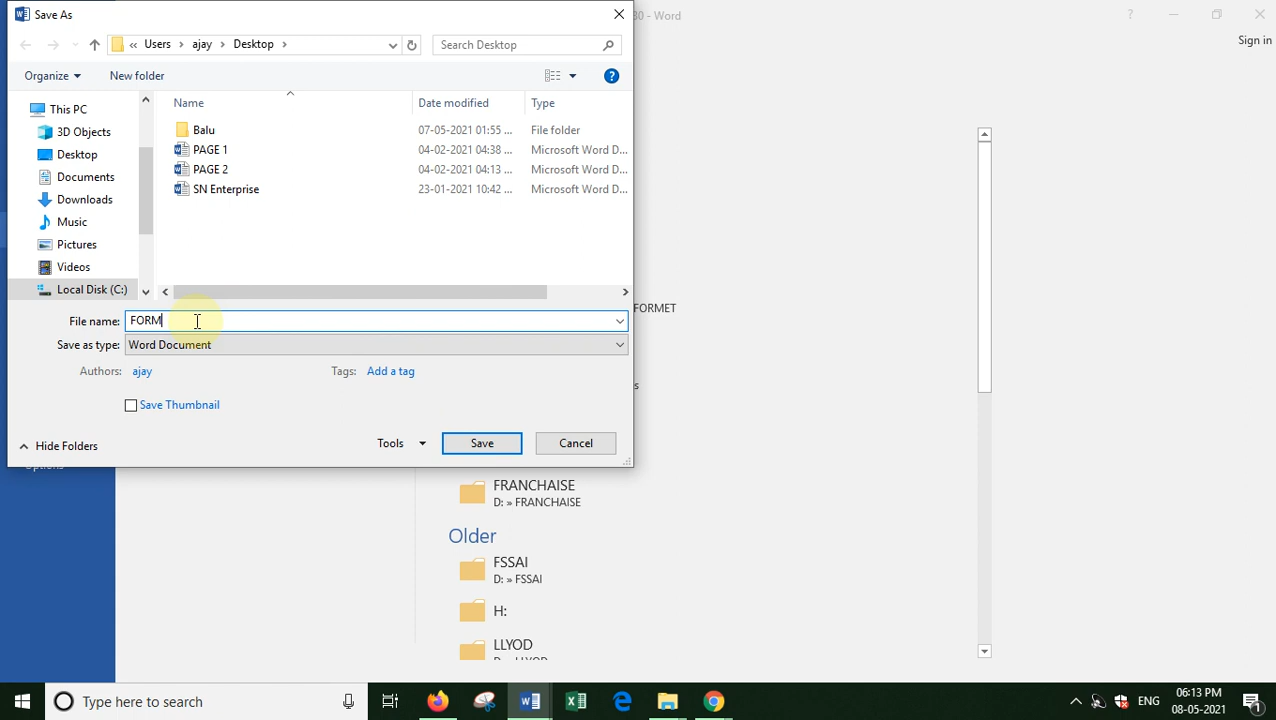 Save As
30 - Word
?
Sign in
Users > ajay > Desktop >
Search Desktop
Organize
New folder
?
Name
Date modified
Type
This PC
3D Objects
Desktop
Documents
Downloads
Music
Pictures
Videos
Local Disk (C:)
Balu
07-05-2021 01:55 ...
File folder
PAGE 1
04-02-2021 04:38 ...
Microsoft Word D...
PAGE 2
04-02-2021 04:13 ...
Microsoft Word D...
SN Enterprise
23-01-2021 10:42 ...
Microsoft Word D...
FORMET
File name: FORM
Save as type: Word Document
Authors: ajay
Tags: Add a tag
s
Save Thumbnail
Hide Folders
Tools
Save
Cancel
Options
FRANCHAISE
D: » FRANCHAISE
Older
FSSAI
D: » FSSAI
H:
LLYOD
D: » LLYOD
Type here to search
ENG
06:13 PM
08-05-2021
1